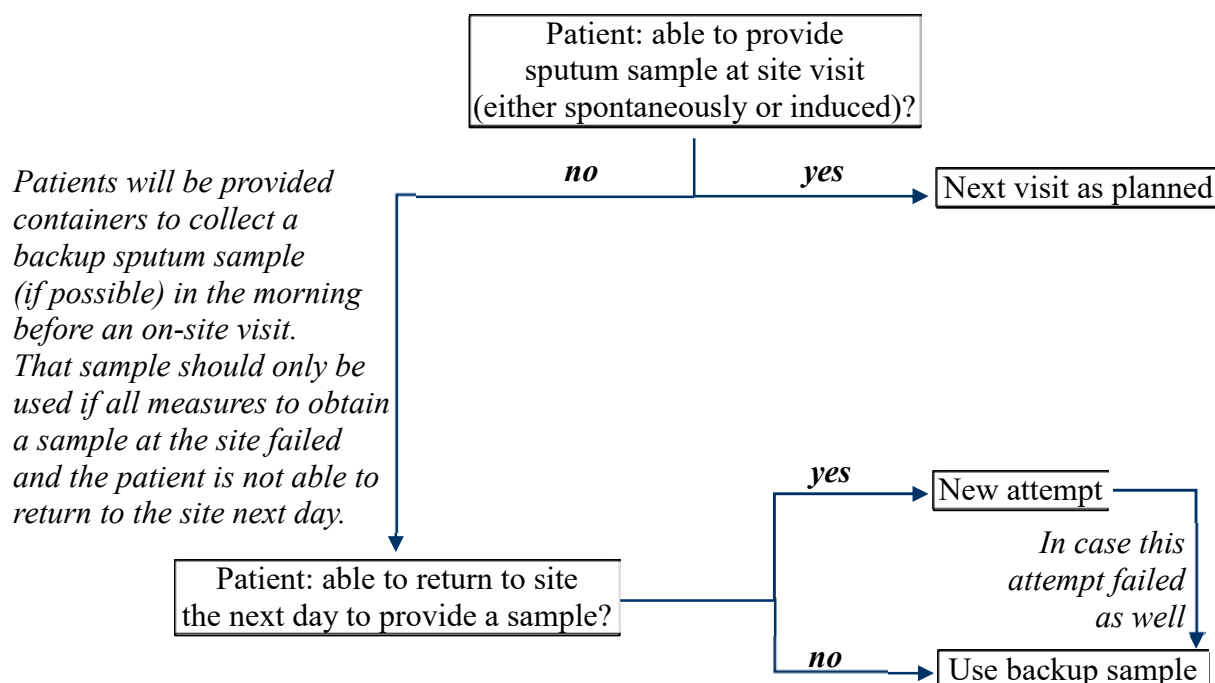 Patient: able to provide
sputum sample at site visit
(either spontaneously or induced)?
no
yes
Next visit as planned
Patients will be provided
containers to collect a
backup sputum sample
(if possible) in the morning
before an on-site visit.
That sample should only be
used if all measures to obtain
a sample at the site failed
and the patient is not able to
return to the site next day.
Patient: able to return to site
the next day to provide a sample?
yes
New attempt
In case this
attempt failed
as well
no
Use backup sample